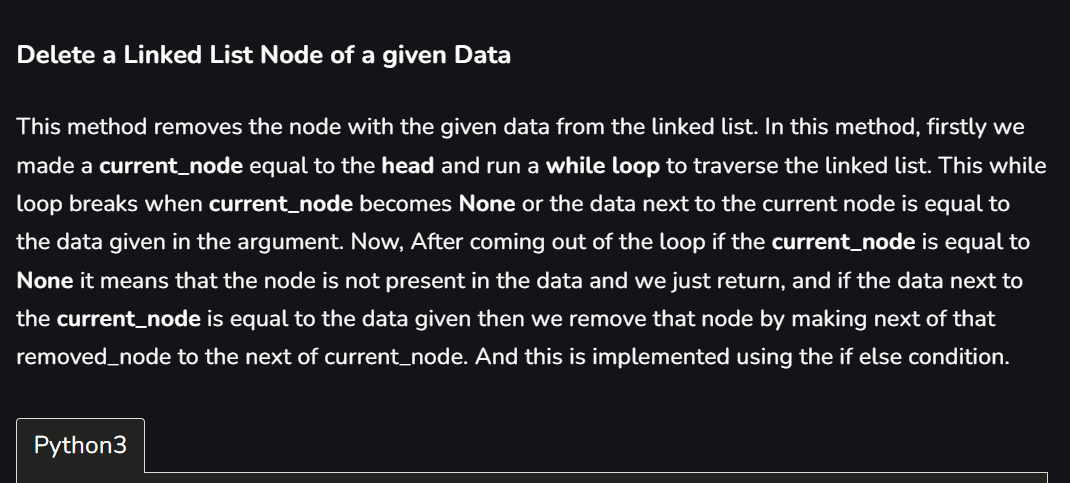 Delete a Linked List Node of a given Data
This method removes the node with the given data from the linked list. In this method, firstly we
made a current_node equal to the head and run a while loop to traverse the linked list. This while
loop breaks when current_node becomes None or the data next to the current node is equal to
the data given in the argument. Now, After coming out of the loop if the current_node is equal to
None it means that the node is not present in the data and we just return, and if the data next to
the current_node is equal to the data given then we remove that node by making next of that
removed_node to the next of current_node. And this is implemented using the if else condition.
Python3